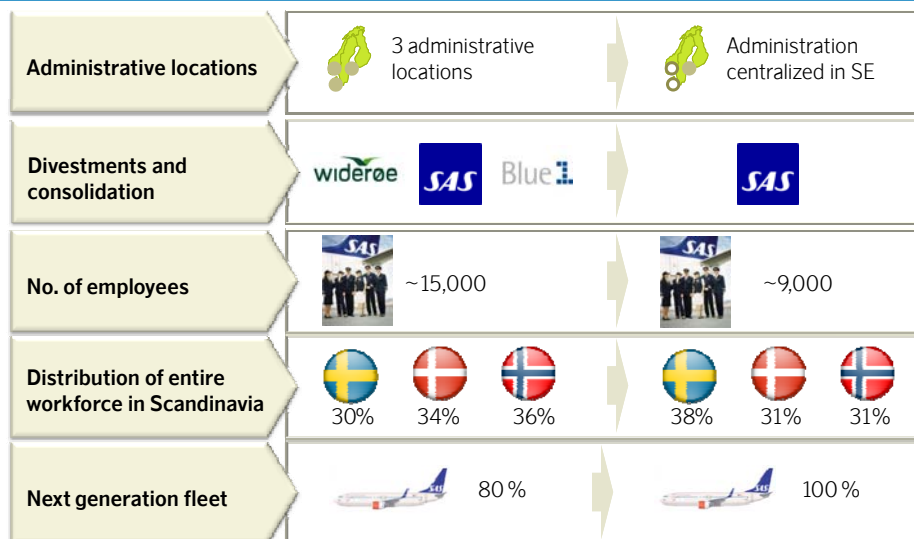 Administrative locations
3 administrative
locations
Administration
centralized in SE
Divestments and
consolidation
widerøe
SAS
Blue1
SAS
No. of employees
SAS
~15,000
SAS
~9,000
Distribution of entire
workforce in Scandinavia
30%
34%
36%
38%
31%
31%
Next generation fleet
SAS
80 %
SAS
100 %